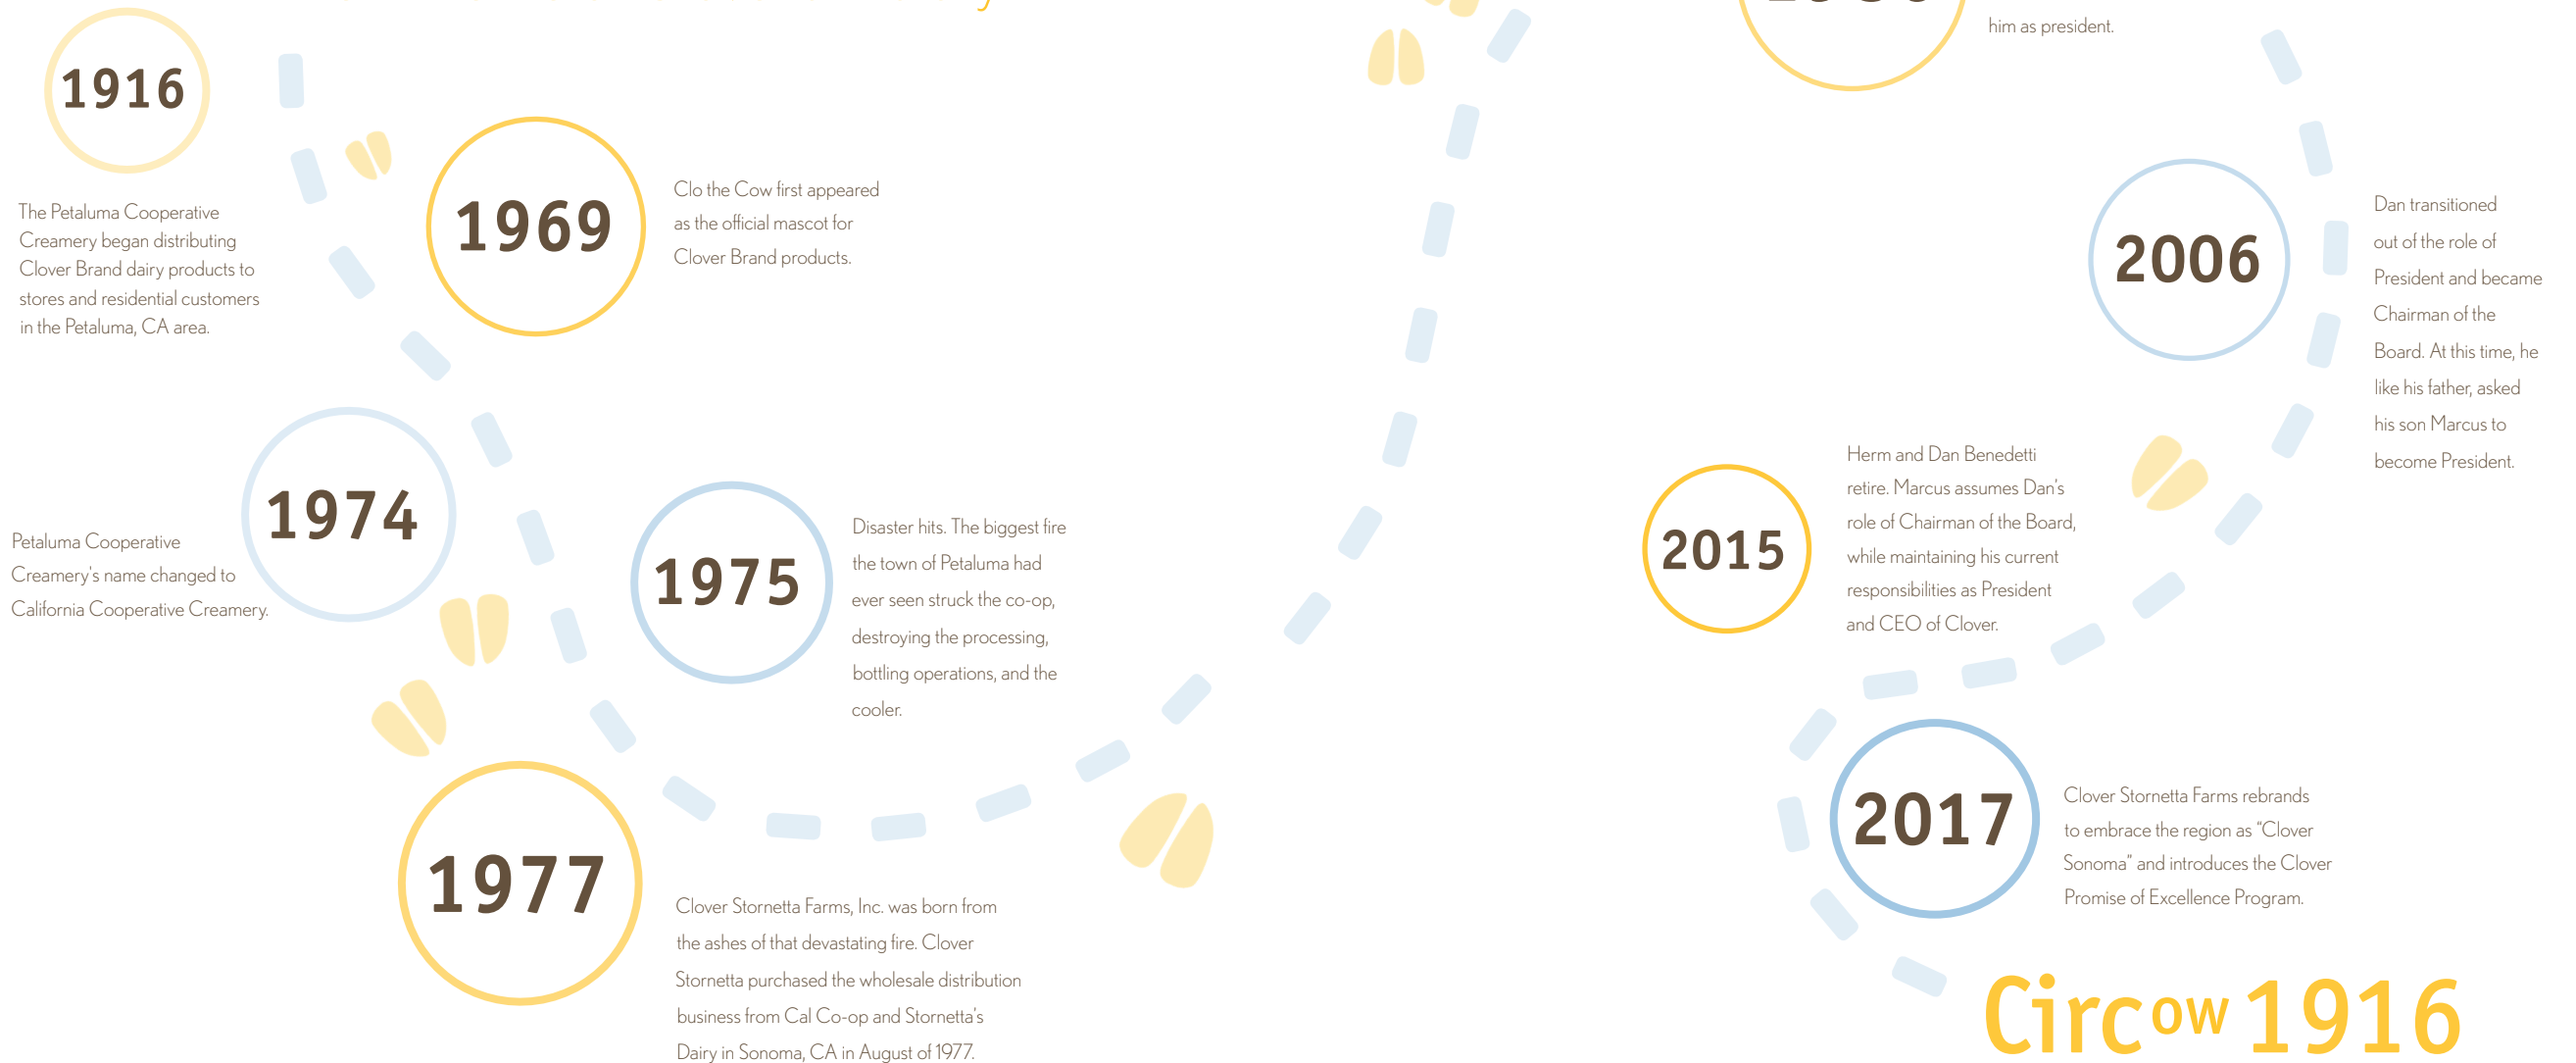 1916
The Petaluma Cooperative
Creamery began distributing
Clover Brand dairy products to
stores and residential customers
in the Petaluma, CA area.
1969
Clo the Cow first appeared
as the official mascot for
Clover Brand products.
1974
Petaluma Cooperative
Creamery's name changed to
California Cooperative Creamery.
1975
Disaster hits. The biggest fire
the town of Petaluma had
ever seen struck the co-op,
destroying the processing,
bottling operations, and the
cooler.
1977
Clover Stornetta Farms, Inc. was born from
the ashes of that devastating fire. Clover
Stornetta purchased the wholesale distribution
business from Cal Co-op and Stornetta's
Dairy in Sonoma, CA in August of 1977.
him as president.
2006
Dan transitioned
out of the role of
President and became
Chairman of the
Board. At this time, he
like his father, asked
his son Marcus to
become President.
2015
Herm and Dan Benedetti
retire. Marcus assumes Dan's
role of Chairman of the Board,
while maintaining his current
responsibilities as President
and CEO of Clover.
2017
Clover Stornetta Farms rebrands
to embrace the region as "Clover
Sonoma" and introduces the Clover
Promise of Excellence Program.
Circow 1916